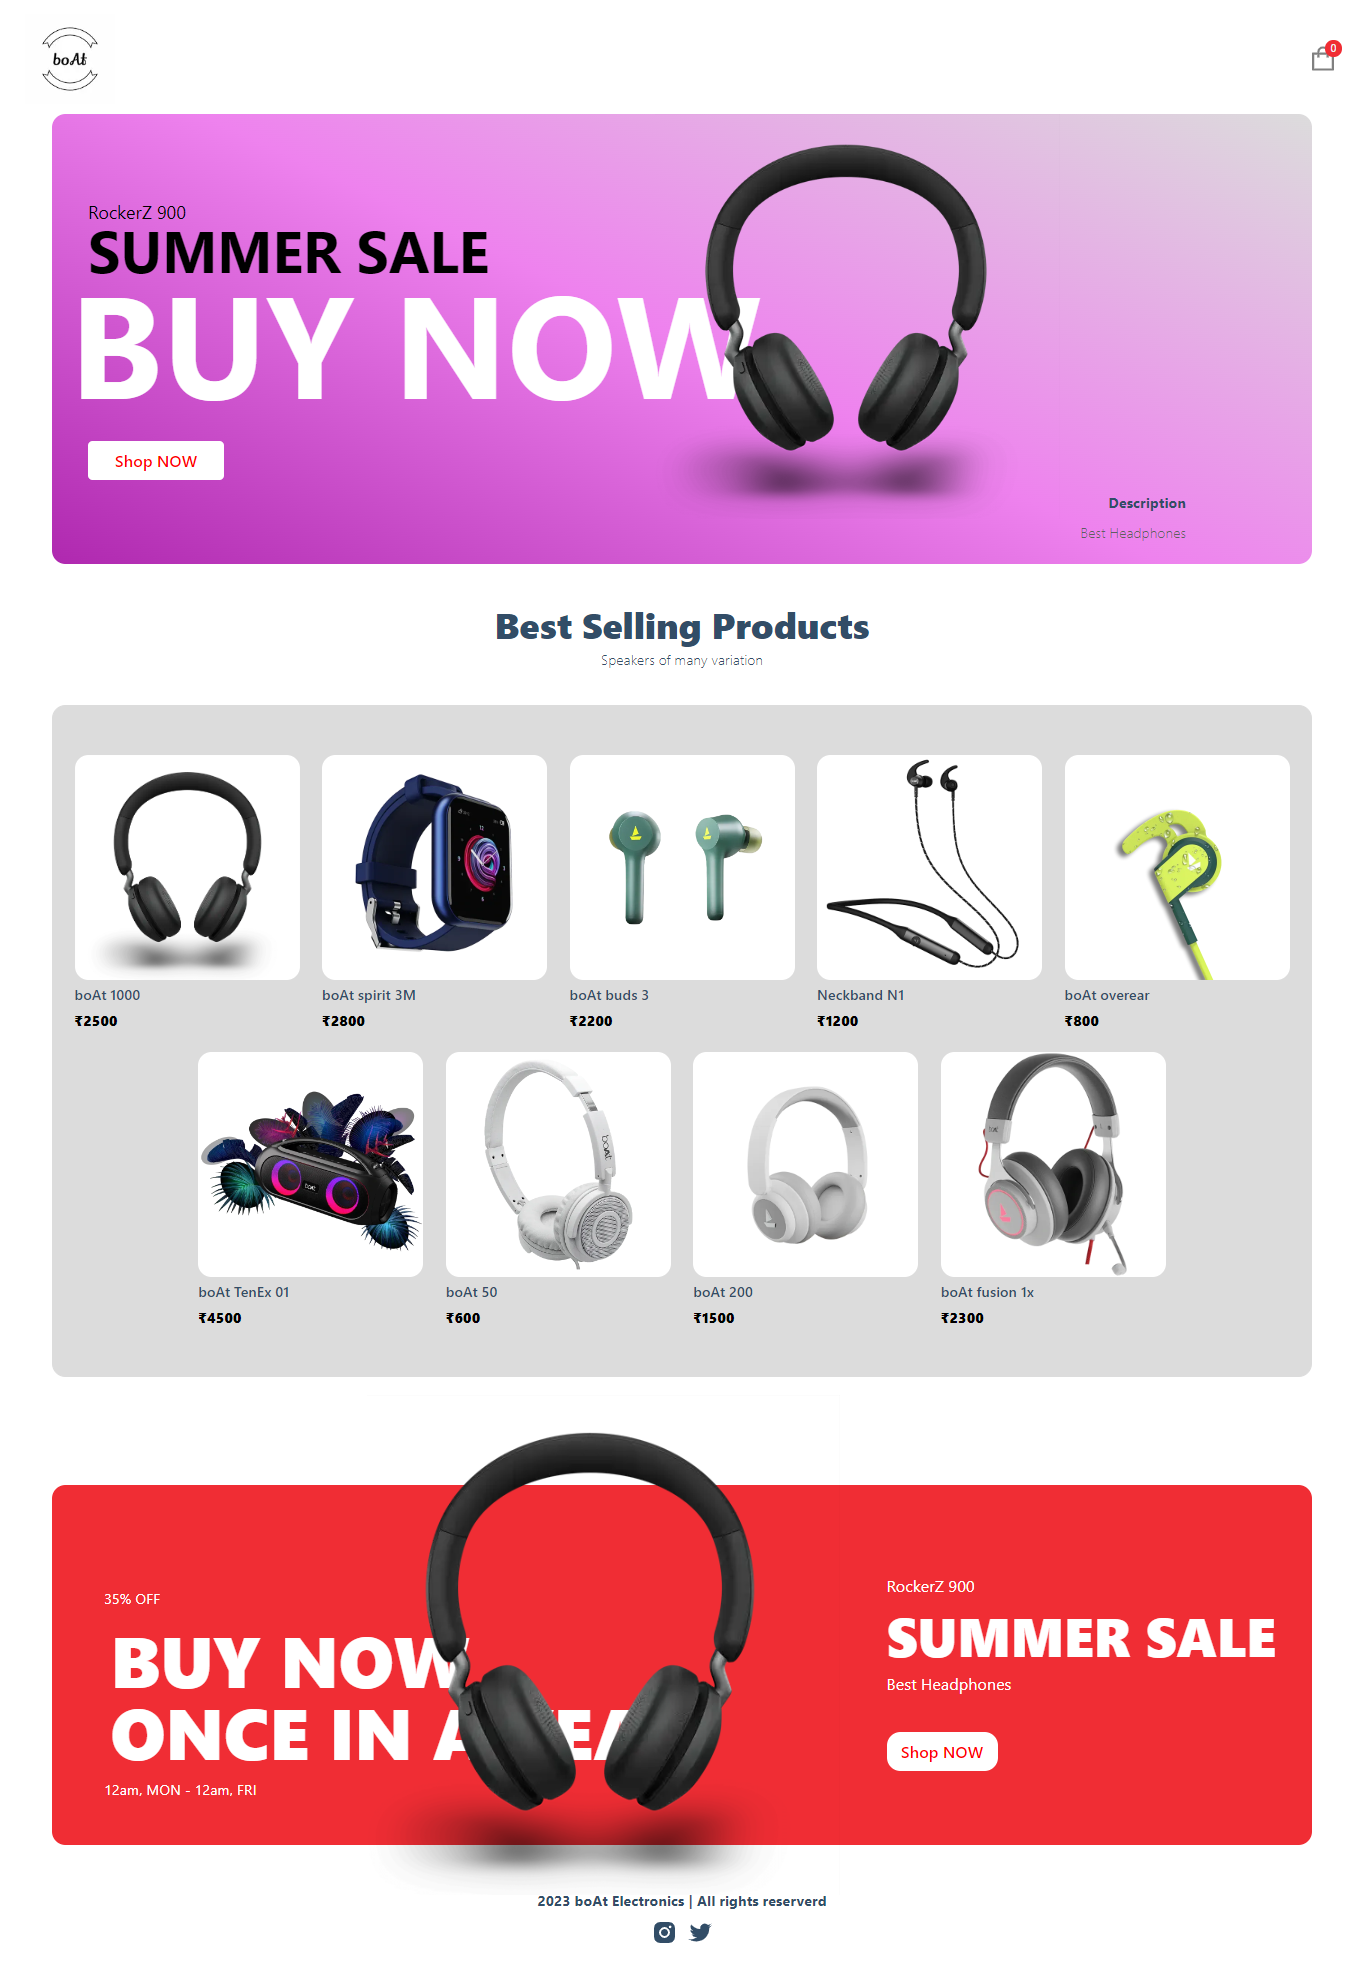 boAt
0
RockerZ 900
SUMMER SALE
BUY NOW
Shop NOW
Description
Best Headphones
Best Selling Products
Speakers of many variation
boAt 1000
₹2500
boAt spirit 3M
₹2800
boAt buds 3
₹2200
Neckband N1
₹1200
boAt overear
₹800
boAt
boAt TenEx 01
₹4500
boAt
boAt 50
₹600
boAt 200
₹1500
boAt fusion 1x
₹2300
35% OFF
BUY NOW
ONCE IN A YEA
12am, MON - 12am, FRI
RockerZ 900
SUMMER SALE
Best Headphones
Shop NOW
2023 boAt Electronics | All rights reserverd